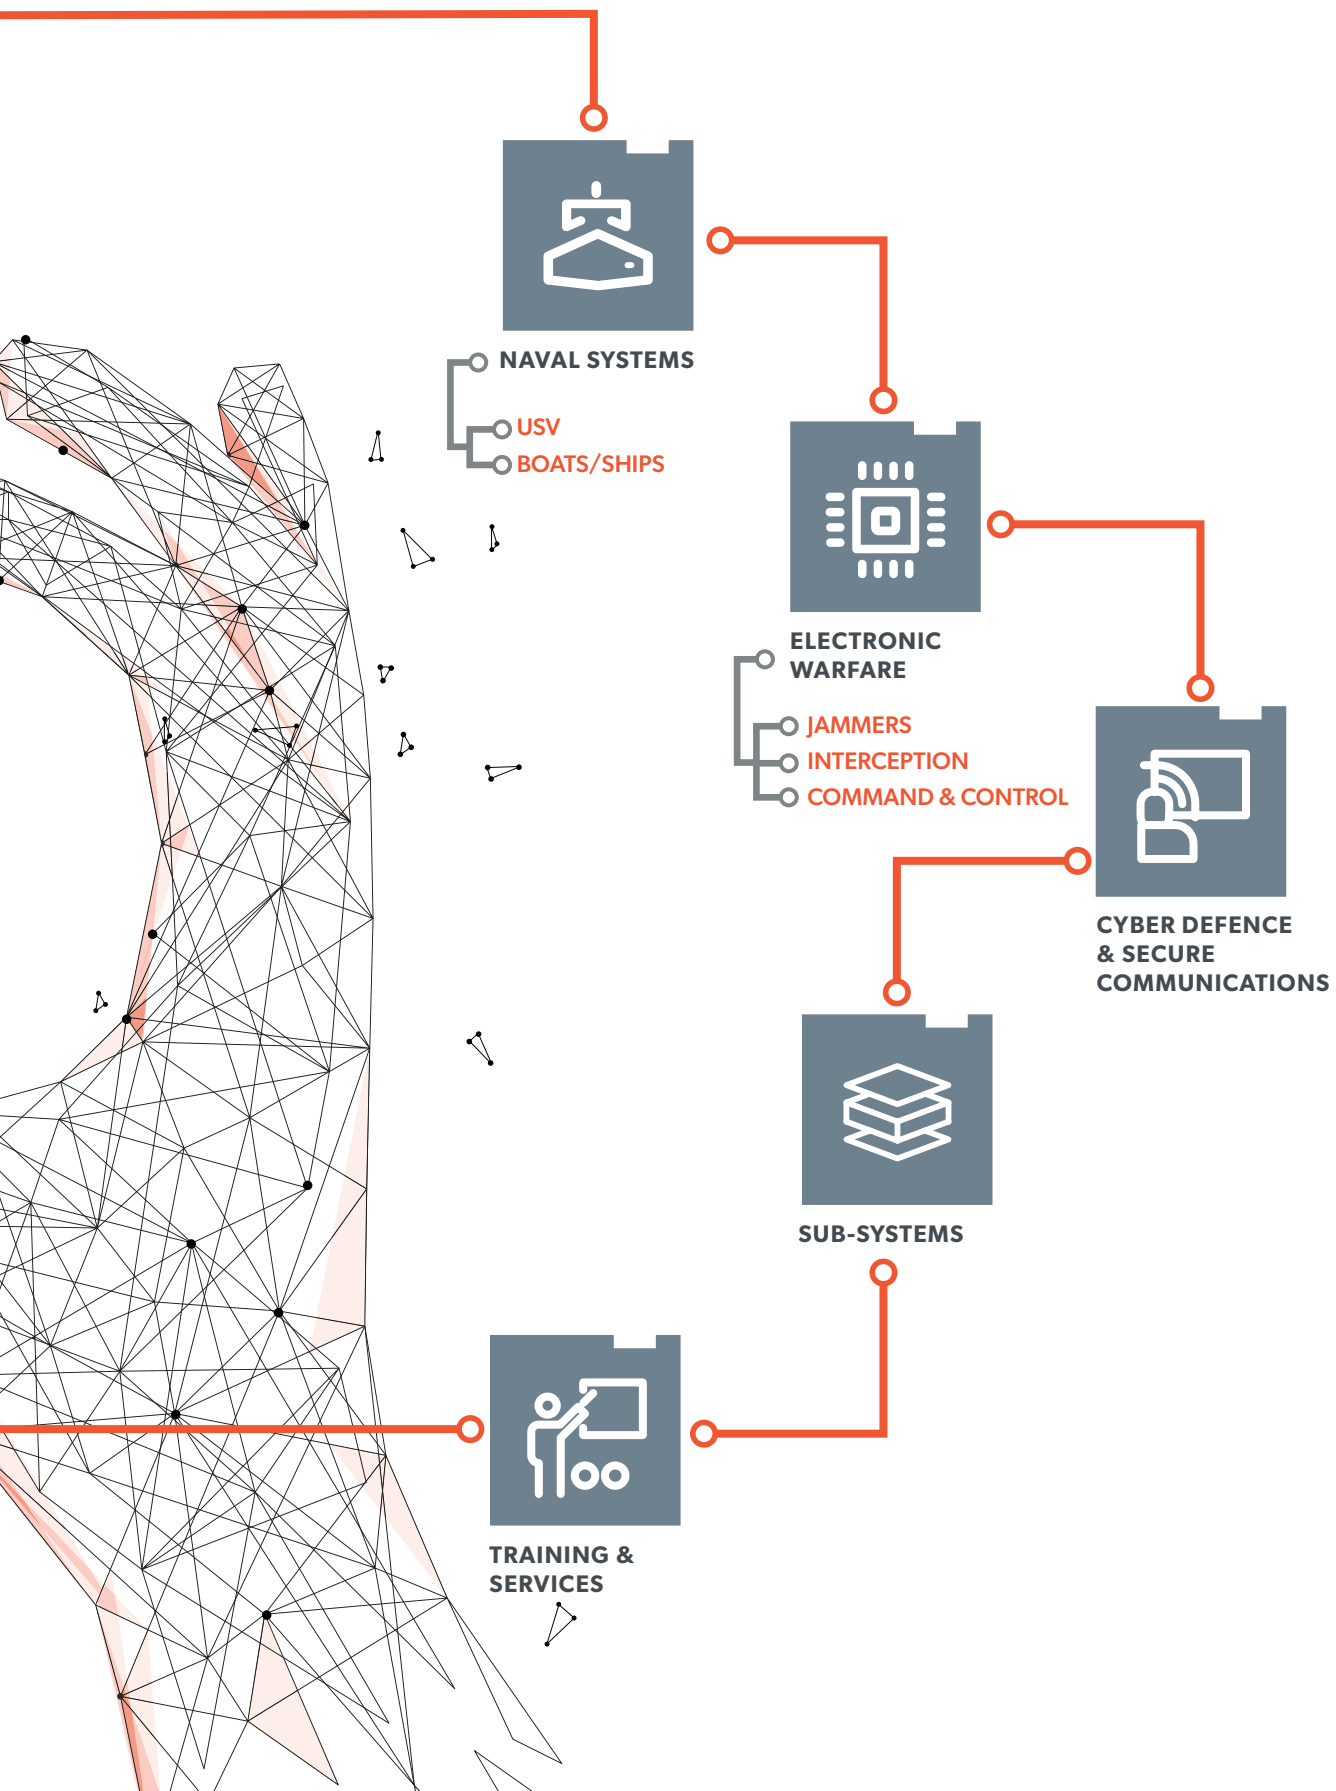 NAVAL SYSTEMS
USV
BOATS/SHIPS
ELECTRONIC
WARFARE
JAMMERS
INTERCEPTION
COMMAND & CONTROL
CYBER DEFENCE
& SECURE
COMMUNICATIONS
SUB-SYSTEMS
TRAINING &
SERVICES